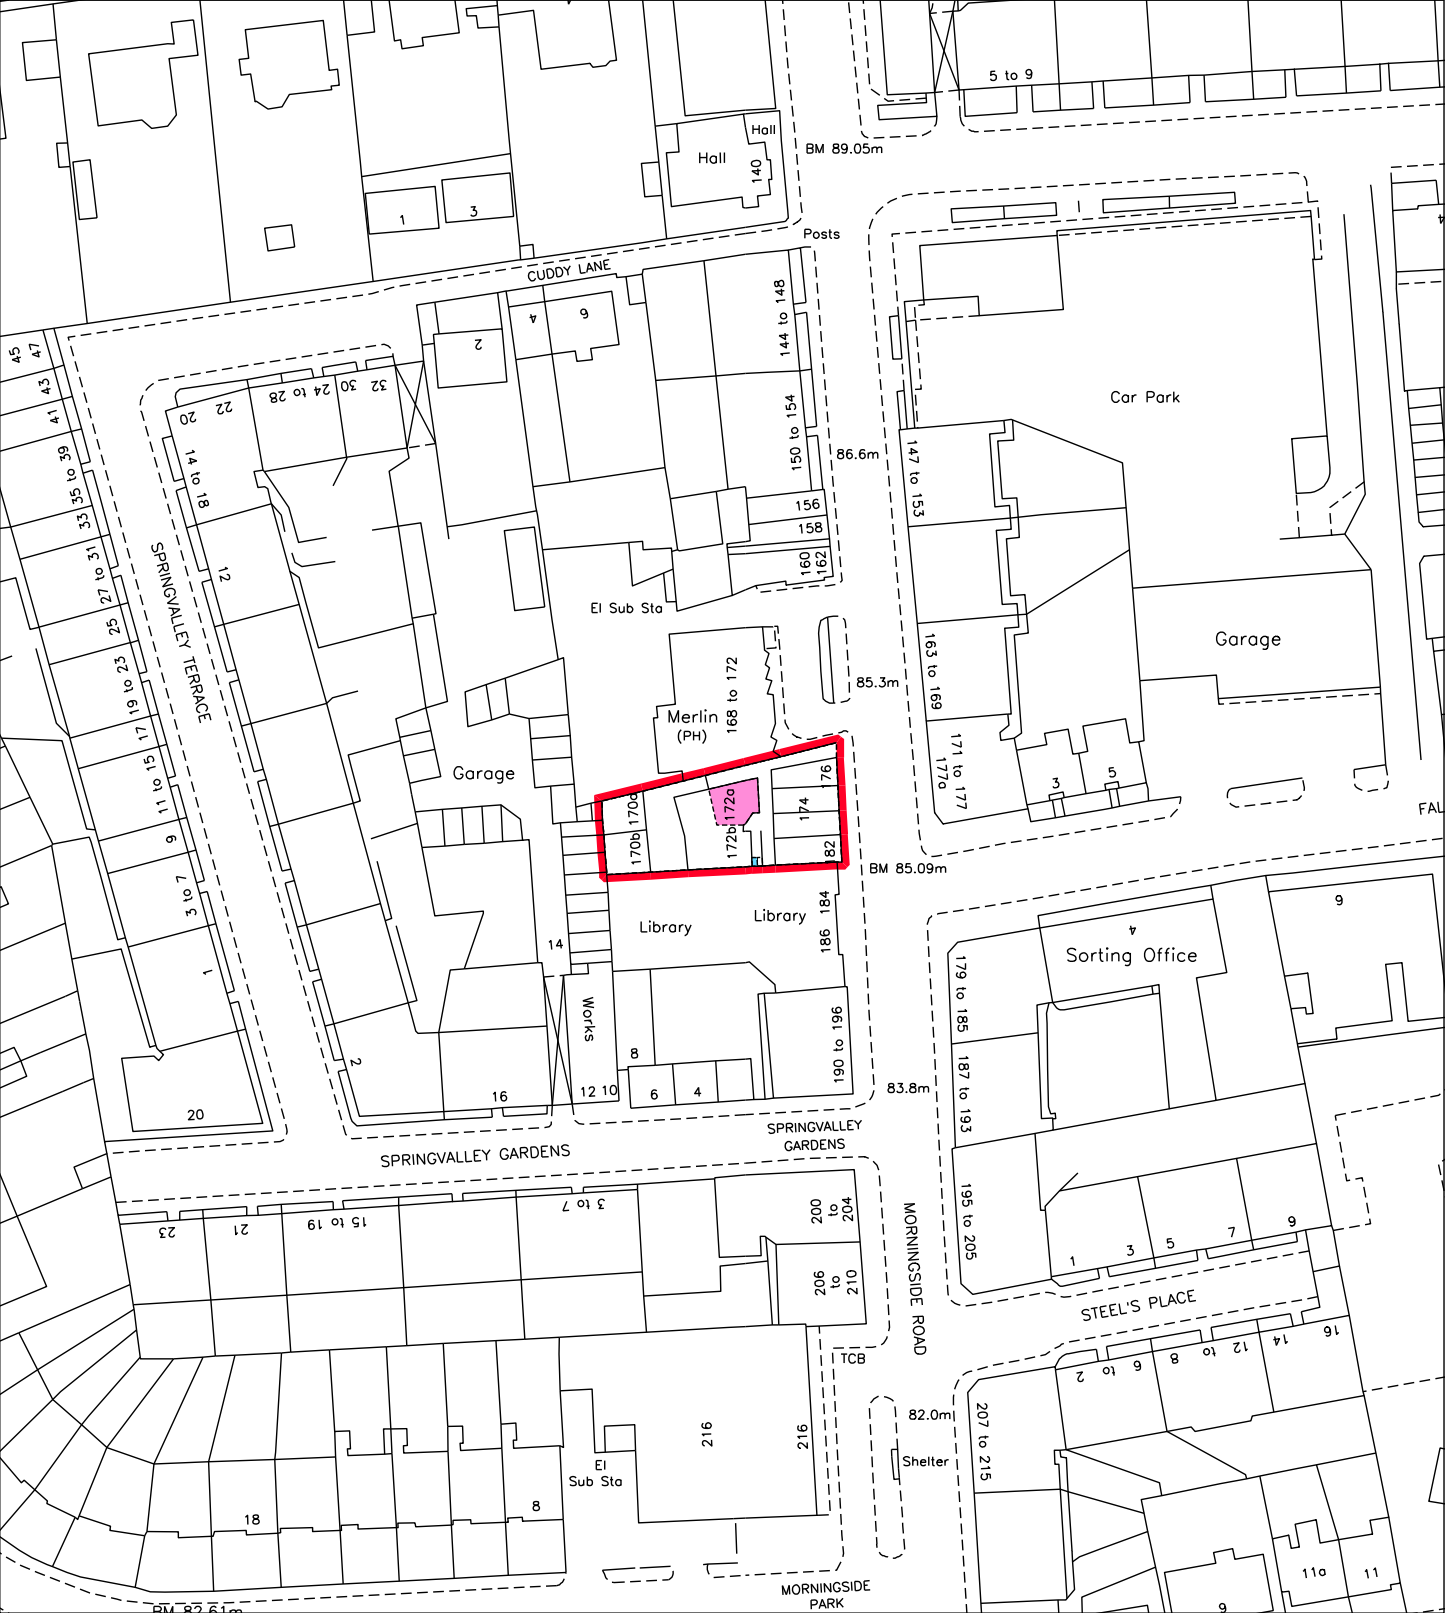 5 to 9
Hall
BM 89.05m
Hall
140
1
3
Posts
CUDDY LANE
4
6
2
144 to 148
45
47
43
41
20
22
28
24 to
30
32
Car Park
150 to 154
86.6m
147 to 153
35 to 39
33
14 to 18
156
158
160
162
SPRINGVALLEY TERRACE
12
27 to 31
25
El Sub Sta
Garage
163 to 169
19 to 23
17
168 to 172
85.3m
Merlin
(PH)
171 to 177
177a
Garage
11 to 15
9
3 to 7
1
3
5
176
170a
172a
174
170b
172b
182
FAL
BM 85.09m
184
186
Library
Library
14
6
4
Sorting Office
179 to 185
Works
190 to 196
187 to 193
2
8
83.8m
20
16
12
10
6
4
SPRINGVALLEY
GARDENS
SPRINGVALLEY GARDENS
195 to 205
23
21
15 to 19
3 to 7
200
to
204
MORNINGSIDE ROAD
1
3
5
7
9
206
to
210
STEEL'S PLACE
TCB
2
to
6
8
to
12
14
16
82.0m
207 to 215
216
216
El
Sub Sta
Shelter
18
8
11a
11
9
MORNINGSIDE
PARK
BM 82.61m